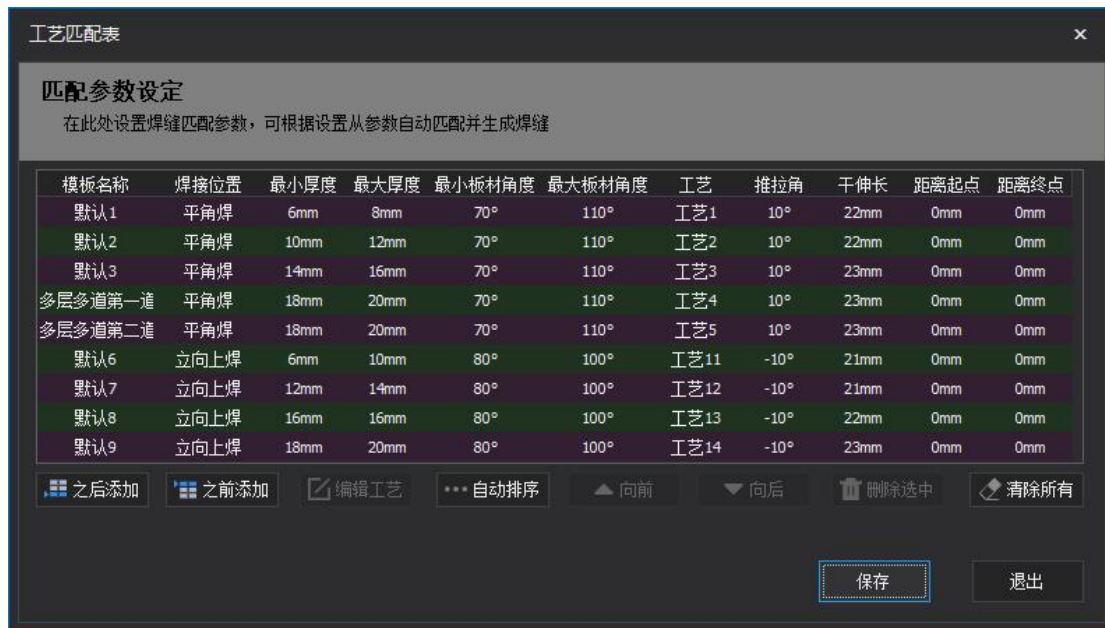 工艺匹配表
匹配参数设定
在此处设置焊缝匹配参数，可根据设置从参数自动匹配并生成焊缝
模板名称 焊接位置 最小厚度 最大厚度 最小板材角度 最大板材角度 工艺 推拉角 干伸长 距离起点 距离终点
默认1 平角焊 6mm 8mm 70° 110° 工艺1 10° 22mm 0mm 0mm
默认2 平角焊 10mm 12mm 70° 110° 工艺2 10° 22mm 0mm 0mm
默认3 平角焊 14mm 16mm 70° 110° 工艺3 10° 23mm 0mm 0mm
多层多道第一道 平角焊 18mm 20mm 70° 110° 工艺4 10° 23mm 0mm 0mm
多层多道第二道 平角焊 18mm 20mm 70° 110° 工艺5 10° 23mm 0mm 0mm
默认6 立向上焊 6mm 10mm 80° 100° 工艺11 -10° 21mm 0mm 0mm
默认7 立向上焊 12mm 14mm 80° 100° 工艺12 -10° 21mm 0mm 0mm
默认8 立向上焊 16mm 16mm 80° 100° 工艺13 -10° 22mm 0mm 0mm
默认9 立向上焊 18mm 20mm 80° 100° 工艺14 -10° 23mm 0mm 0mm
之后添加 之前添加 编辑工艺 自动排序 向前 向后 删除选中 清除所有
保存 退出